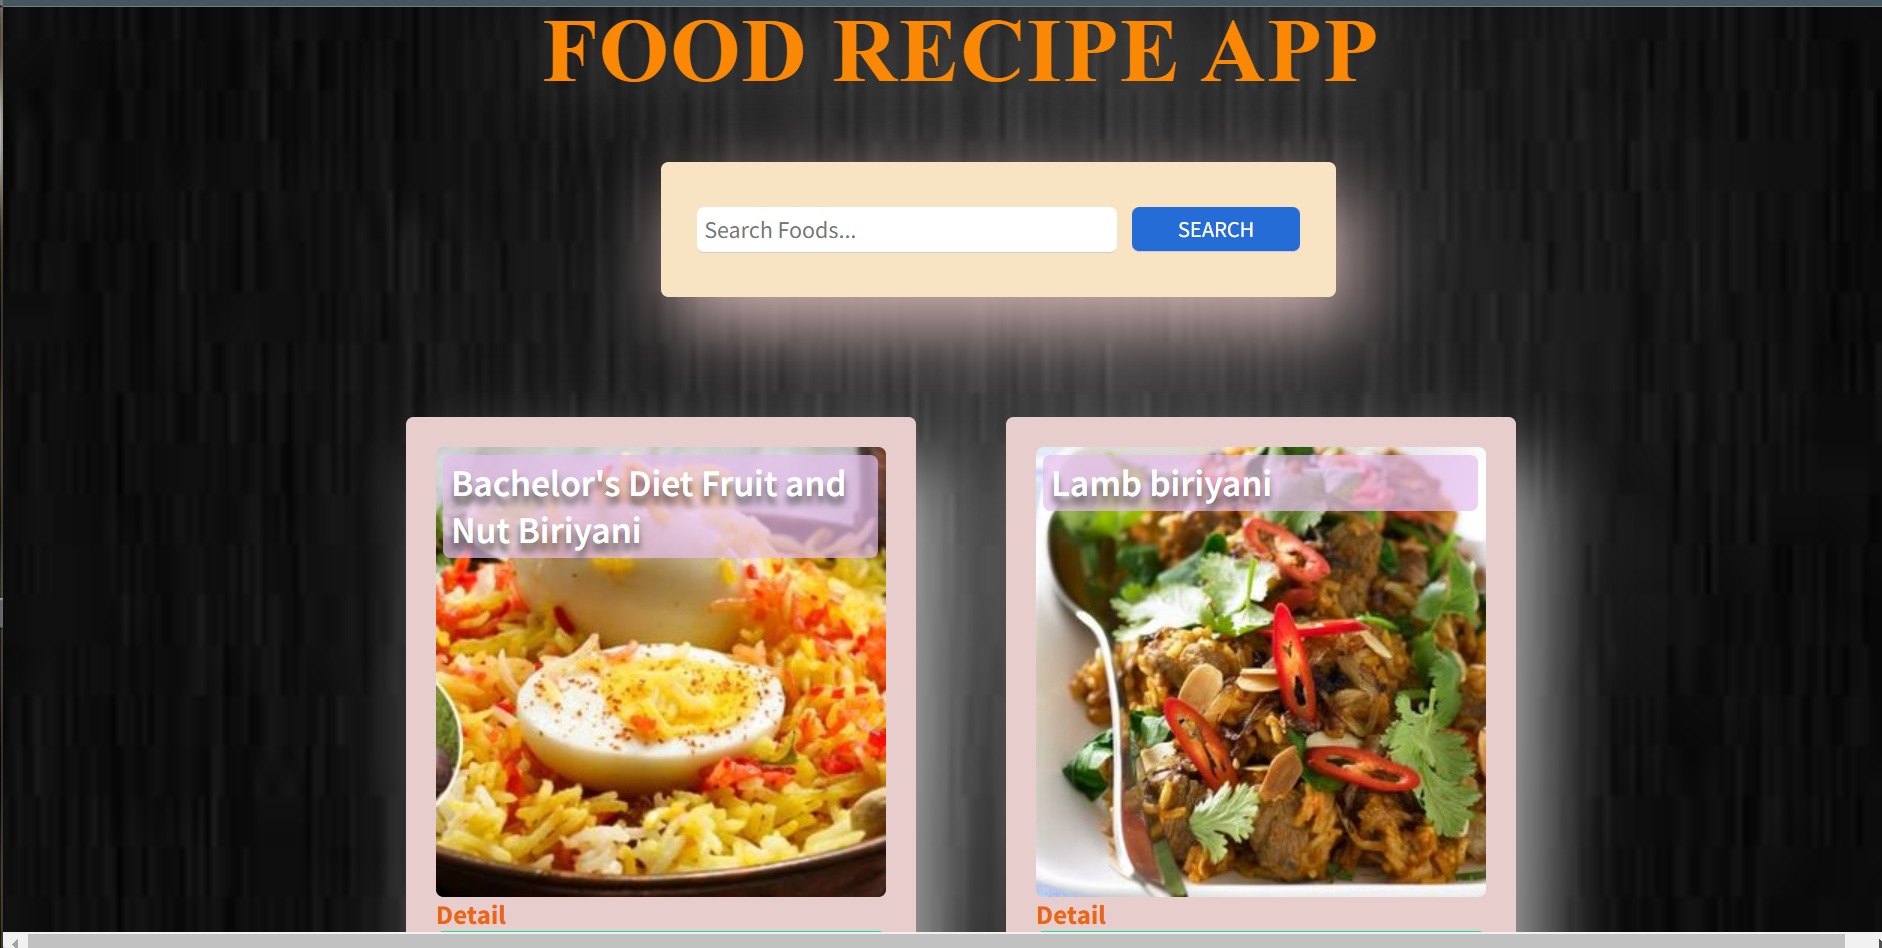 FOOD RECIPE APP
Search Foods...
SEARCH
Bachelor's Diet Fruit and
Nut Biriyani
Lamb biriyani
Detail
Detail